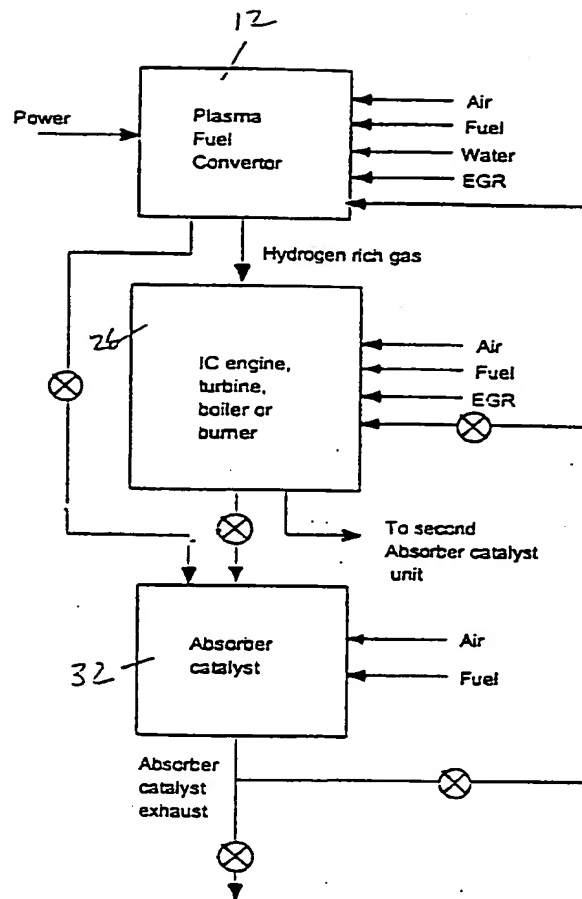 12
Power
Plasma
Fuel
Convertor
Air
Fuel
Water
EGR
Hydrogen rich gas
26
IC engine,
turbine,
boiler or
burner
Air
Fuel
EGR
To second
Absorber catalyst
unit
32
Absorber
catalyst
Air
Fuel
Absorber
catalyst
exhaust